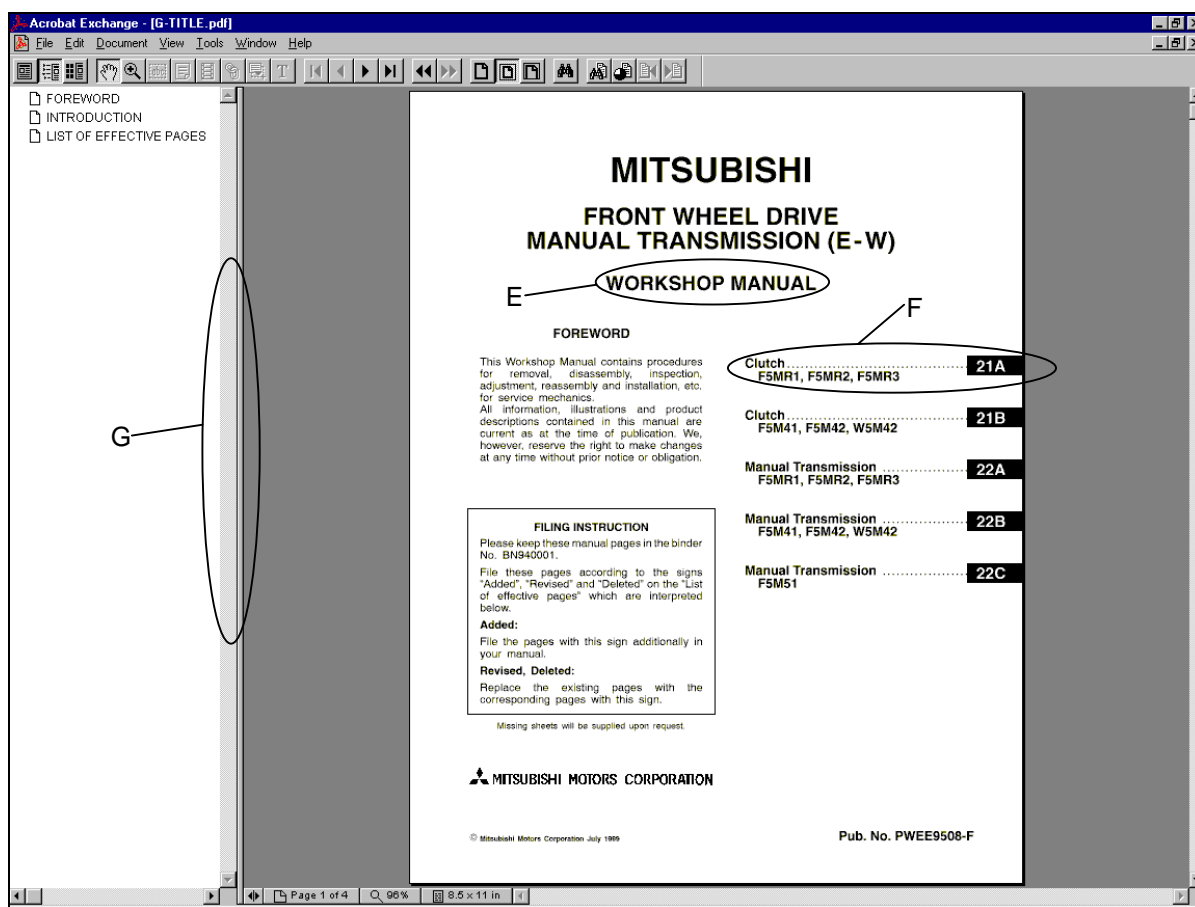 Acrobat Exchange - [G-TITLE.pdf]
File Edit Document View Tools Window Help
FOREWORD
INTRODUCTION
LIST OF EFFECTIVE PAGES
G
MITSUBISHI
FRONT WHEEL DRIVE
MANUAL TRANSMISSION (E-W)
WORKSHOP MANUAL
E
F
FOREWORD
This Workshop Manual contains procedures
for removal, disassembly, inspection,
adjustment, reassembly and installation, etc.
for service mechanics.
All information, illustrations and product
descriptions contained in this manual are
current as at the time of publication. We,
however, reserve the right to make changes
at any time without prior notice or obligation.
FILING INSTRUCTION
Please keep these manual pages in the binder
No. BN940001.
File these pages according to the signs
"Added", "Revised" and "Deleted" on the "List
of effective pages" which are interpreted
below.
Added:
File the pages with this sign additionally in
your manual.
Revised, Deleted:
Replace the existing pages with the
corresponding pages with this sign.
Missing sheets will be supplied upon request.
Clutch ........................................ 21A
F5MR1, F5MR2, F5MR3
Clutch ........................................ 21B
F5M41, F5M42, W5M42
Manual Transmission .................. 22A
F5MR1, F5MR2, F5MR3
Manual Transmission .................. 22B
F5M41, F5M42, W5M42
Manual Transmission .................. 22C
F5M51
MITSUBISHI MOTORS CORPORATION
© Mitsubishi Motors Corporation July 1999
Pub. No. PWEE9508-F
Page 1 of 4 96% 8.5 x 11 in